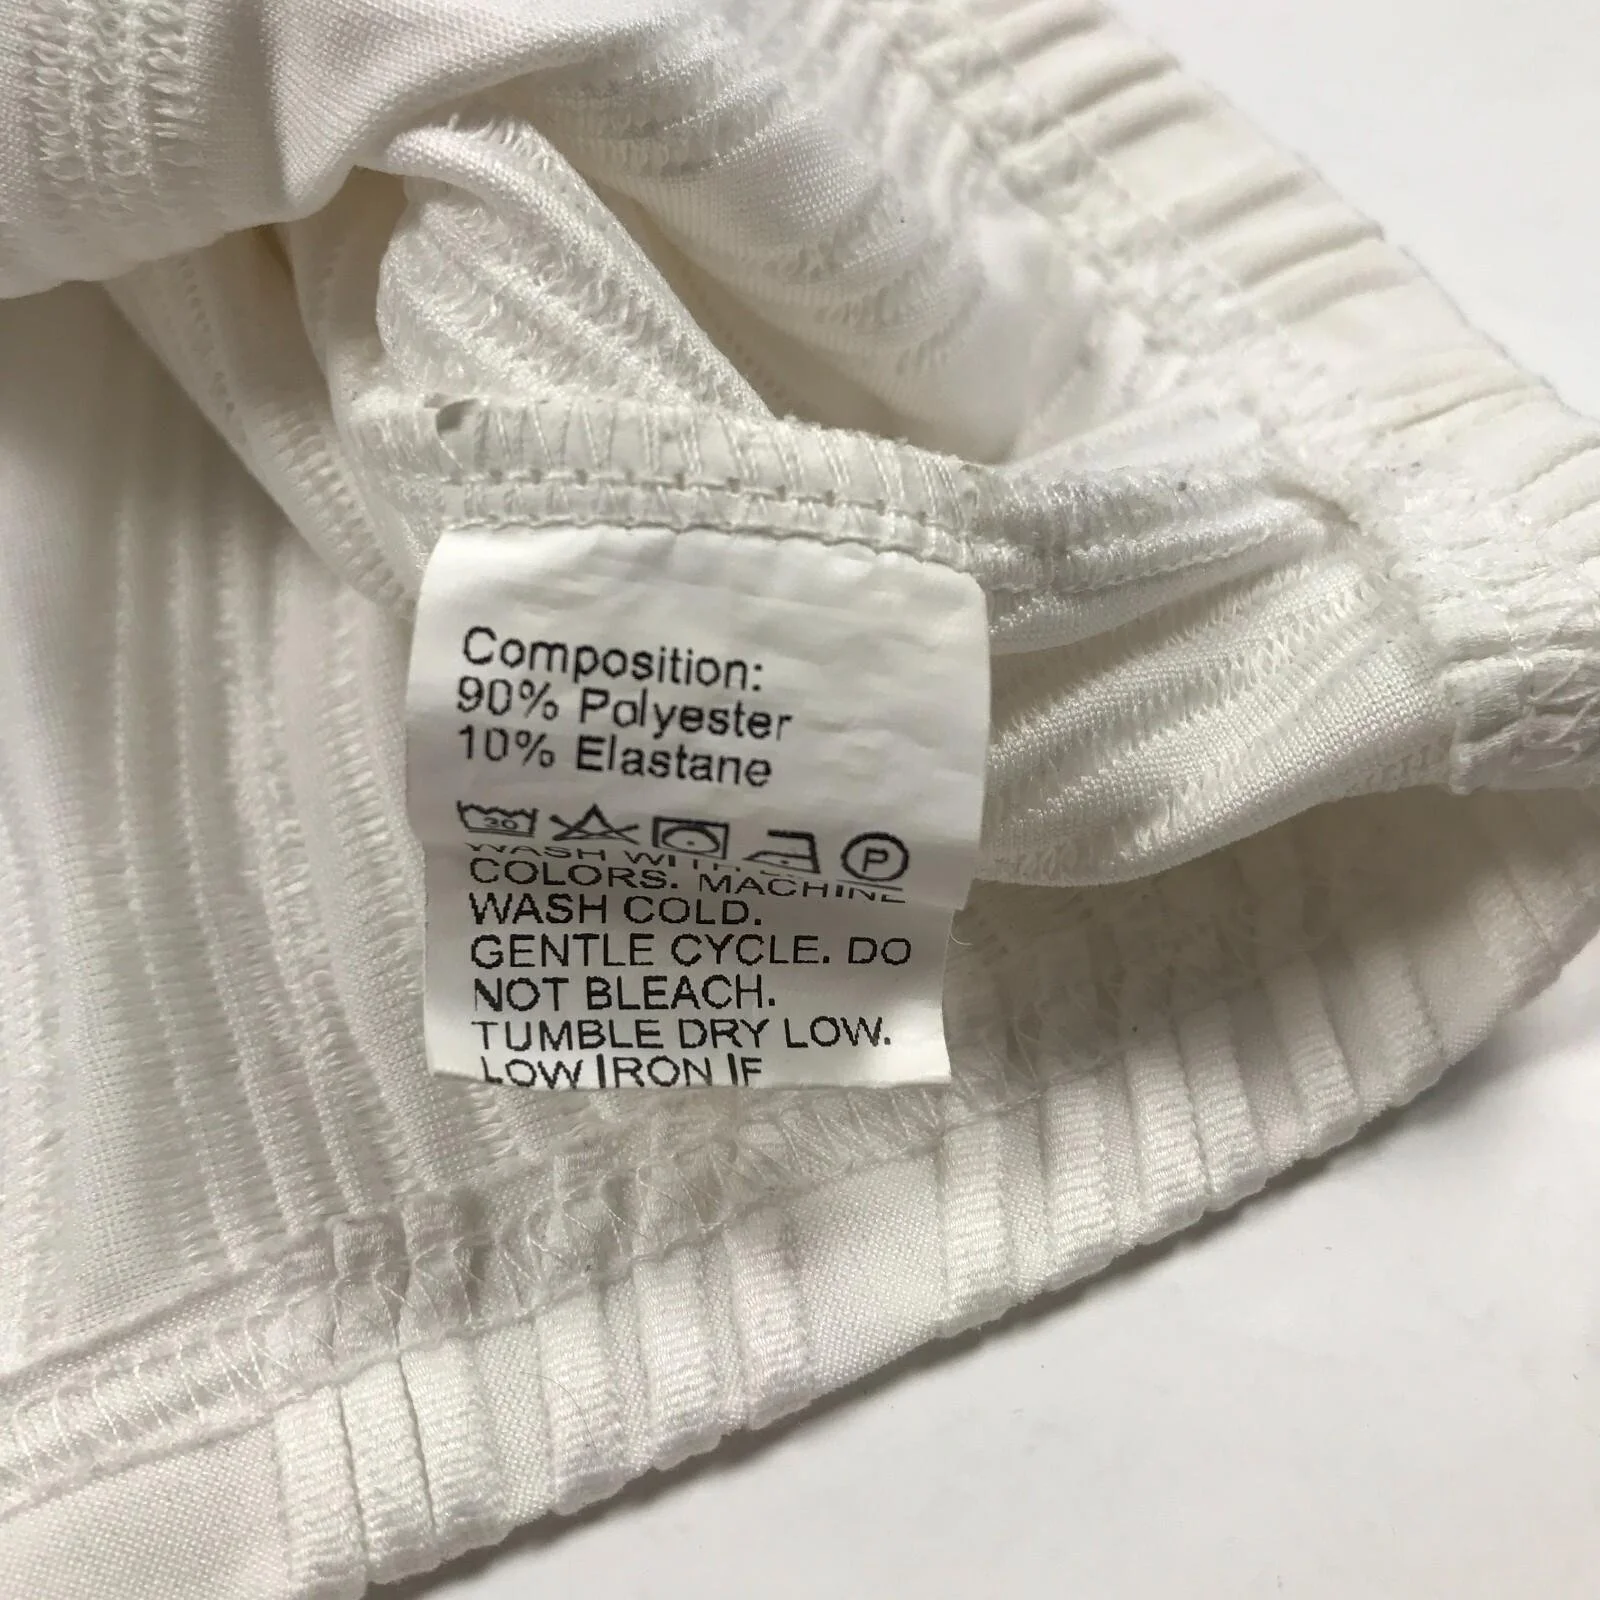 Composition:
90% Polyester
10% Elastane
30
P
WASH WITH
COLORS. MACHINE
WASH COLD.
GENTLE CYCLE. DO
NOT BLEACH.
TUMBLE DRY LOW.
LOW IRON IF